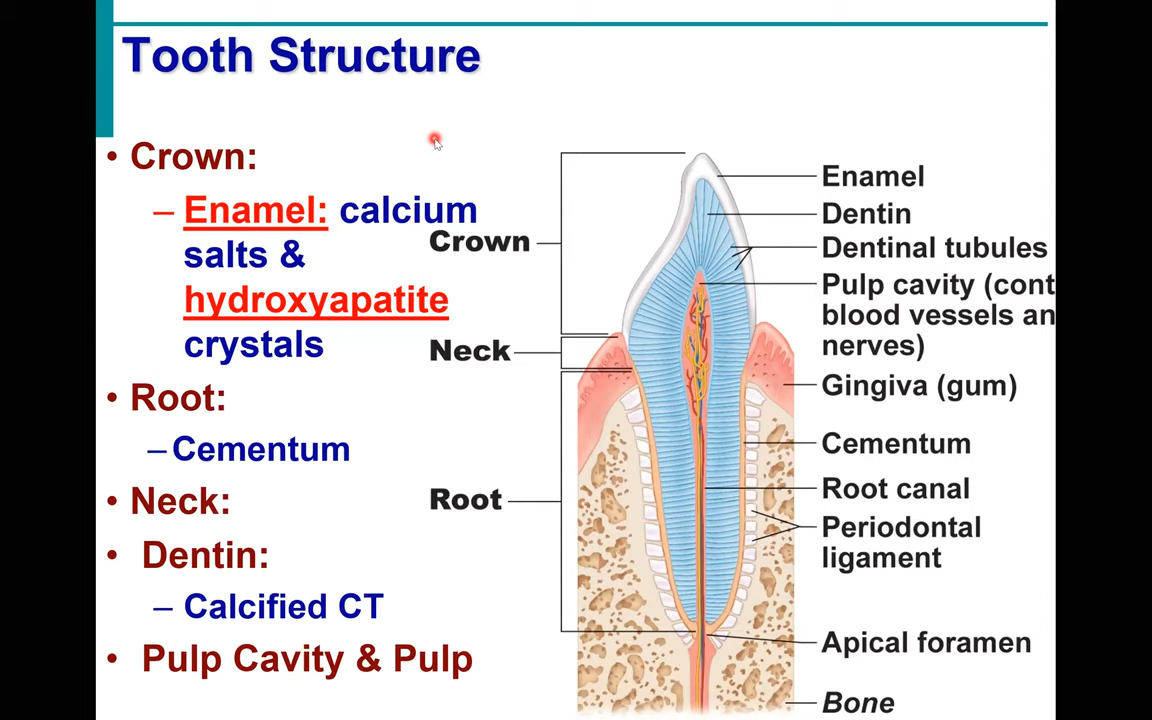 Tooth Structure
• Crown:
– Enamel: calcium
salts &
hydroxyapatite
crystals
• Root:
– Cementum
• Neck:
• Dentin:
– Calcified CT
• Pulp Cavity & Pulp
Crown
Neck
Root
Enamel
Dentin
Dentinal tubules
Pulp cavity (cont
blood vessels an
nerves)
Gingiva (gum)
Cementum
Root canal
Periodontal
ligament
Apical foramen
Bone